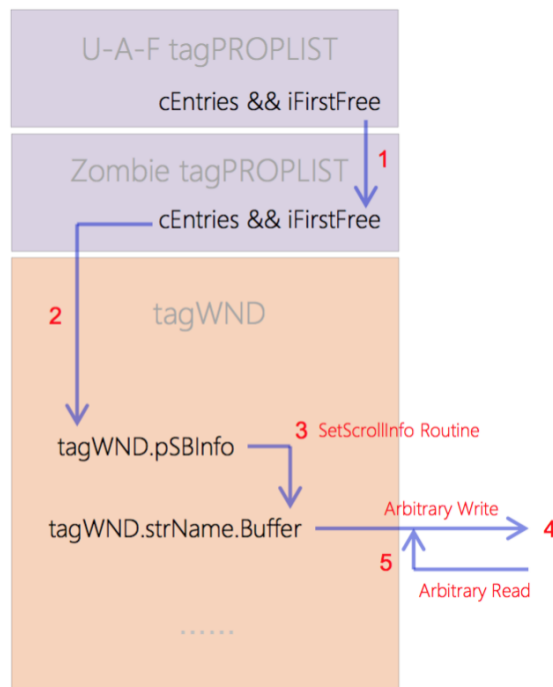 U-A-F tagPROPLIST
cEntries && iFirstFree
1
Zombie tagPROPLIST
cEntries && iFirstFree
2
tagWND
tagWND.pSBInfo
3 SetScrollInfo Routine
tagWND.strName.Buffer
Arbitrary Write
4
5
Arbitrary Read
......